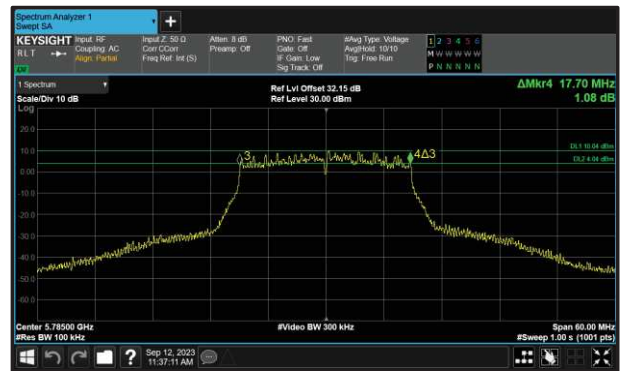 Spectrum Analyzer 1
Swept SA
KEYSIGHT Input: RF Input Z: 50 Ω Atten: 8 dB PNO: Fast #Avg Type: Voltage 1 2 3 4 5 6
RLT Coupling: AC Corr CCorr Preamp: Off Gate: Off Avg|Hold: 10/10 M W W W W W
Align: Partial Freq Ref: Int (S) IF Gain: Low Trig: Free Run
Sig Track: Off P N N N N N
1 Spectrum ΔMkr4 17.70 MHz
Scale/Div 10 dB Ref Lvl Offset 32.15 dB
Ref Level 30.00 dBm 1.08 dB
Log
20.0
10.0 DL1 10.04 dBm
3 4Δ3
DL2 4.04 dBm
0.00
-10.0
-20.0
-30.0
-40.0
-50.0
-60.0
Center 5.78500 GHz #Video BW 300 kHz Span 60.00 MHz
#Res BW 100 kHz #Sweep 1.00 s (1001 pts)
? Sep 12, 2023
11:37:11 AM